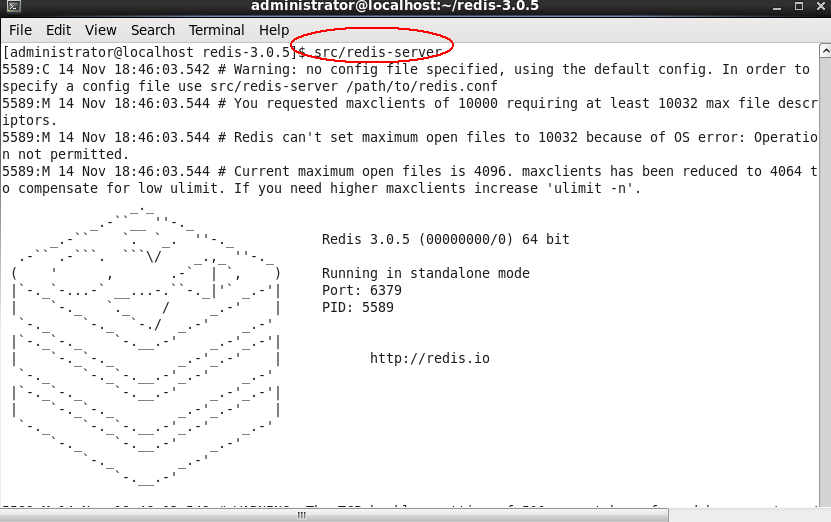 administrator@localhost:~/redis-3.0.5
File Edit View Search Terminal Help
[administrator@localhost redis-3.0.5]$ src/redis-server
5589:C 14 Nov 18:46:03.542 # Warning: no config file specified, using the default config. In order to
specify a config file use src/redis-server /path/to/redis.conf
5589:M 14 Nov 18:46:03.544 # You requested maxclients of 10000 requiring at least 10032 max file descr
iptors.
5589:M 14 Nov 18:46:03.544 # Redis can't set maximum open files to 10032 because of OS error: Operatio
n not permitted.
5589:M 14 Nov 18:46:03.544 # Current maximum open files is 4096. maxclients has been reduced to 4064 t
o compensate for low ulimit. If you need higher maxclients increase 'ulimit -n'.
Redis 3.0.5 (00000000/0) 64 bit
Running in standalone mode
Port: 6379
PID: 5589
http://redis.io